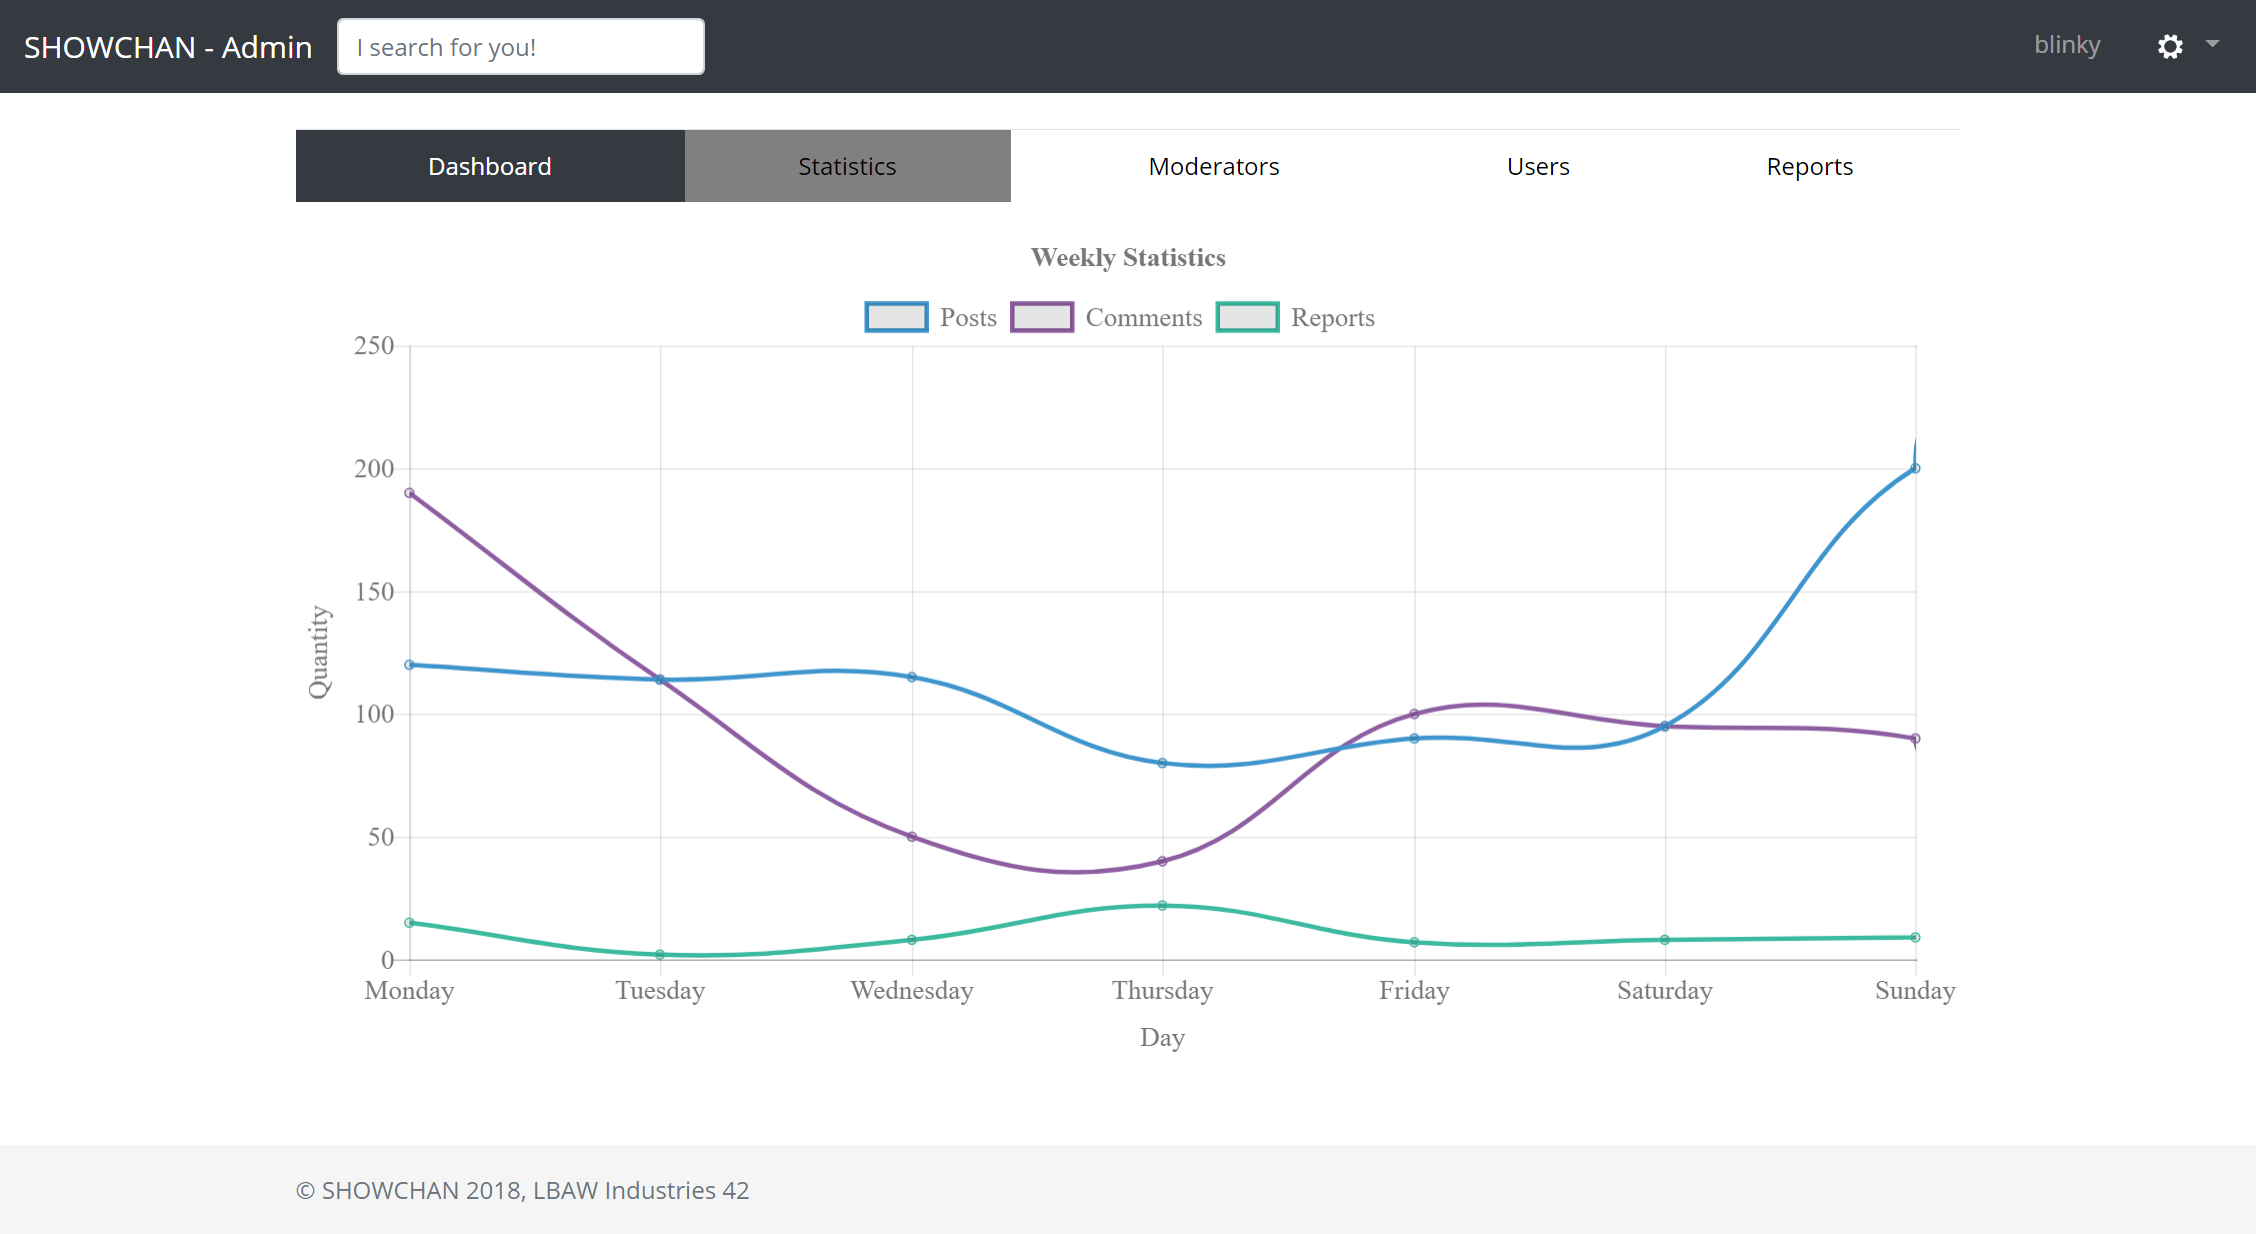 SHOWCHAN - Admin
I search for you!
blinky
Dashboard
Statistics
Moderators
Users
Reports
Weekly Statistics
Posts
Comments
Reports
250
200
150
100
50
0
Quantity
Monday
Tuesday
Wednesday
Thursday
Friday
Saturday
Sunday
Day
© SHOWCHAN 2018, LBAW Industries 42